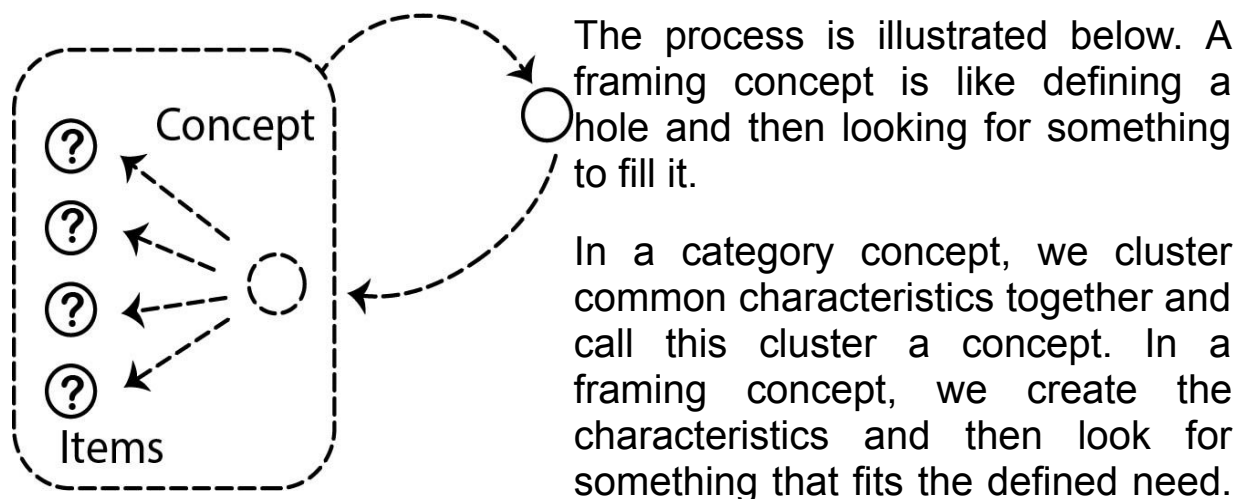 Concept
?
?
?
?
Items
The process is illustrated below. A
framing concept is like defining a
hole and then looking for something
to fill it.
In a category concept, we cluster
common characteristics together and
call this cluster a concept. In a
framing concept, we create the
characteristics and then look for
something that fits the defined need.